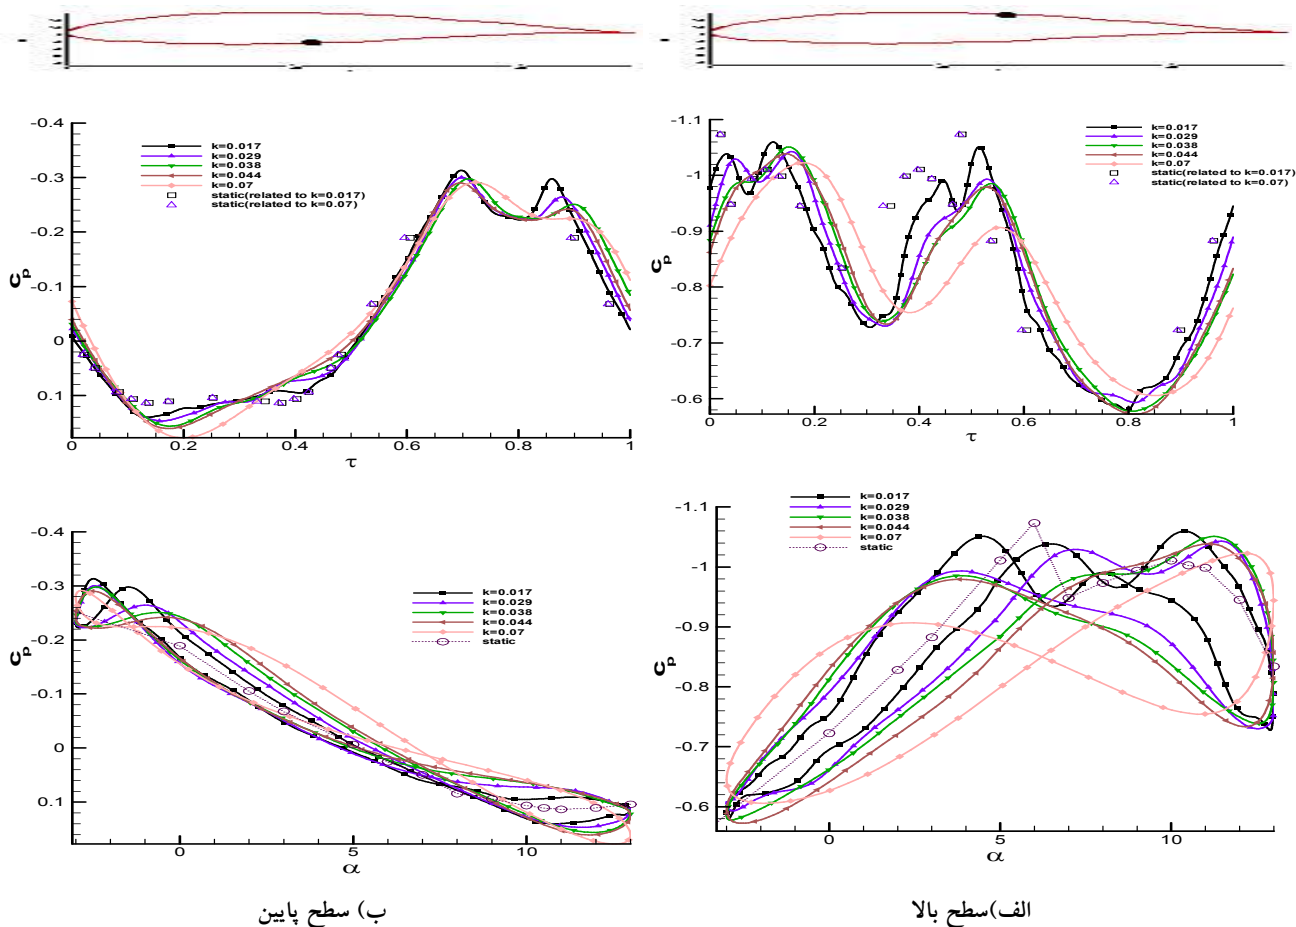 -0.4
-0.3
-0.2
-0.1
0
0.1
Cp
k=0.017
k=0.029
k=0.038
k=0.044
k=0.07
static(related to k=0.017)
static(related to k=0.07)
0 0.2 0.4 0.6 0.8 1
τ
-1.1
-1
-0.9
-0.8
-0.7
-0.6
Cp
k=0.017
k=0.029
k=0.038
k=0.044
k=0.07
static(related to k=0.017)
static(related to k=0.07)
0 0.2 0.4 0.6 0.8 1
τ
-0.4
-0.3
-0.2
-0.1
0
0.1
Cp
k=0.017
k=0.029
k=0.038
k=0.044
k=0.07
static
0 5 10
α
-1.1
-1
-0.9
-0.8
-0.7
-0.6
Cp
k=0.017
k=0.029
k=0.038
k=0.044
k=0.07
static
0 5 10
α
الف)سطح بالا
ب) سطح پایین